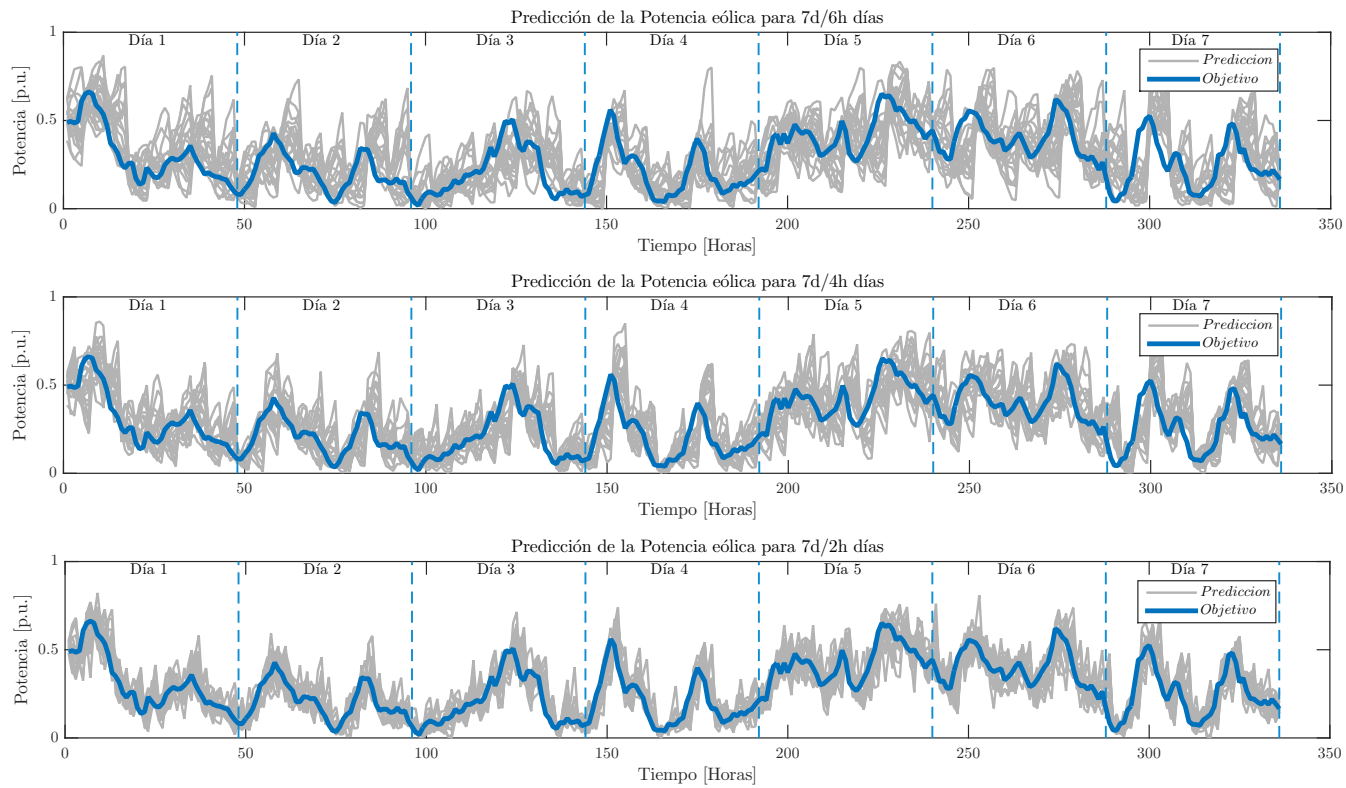 Predicción de la Potencia eólica para 7d/6h días
Día 1 Día 2 Día 3 Día 4 Día 5 Día 6 Día 7
Prediccion
Objetivo
Potencia [p.u.]
1
0.5
0
0 50 100 150 200 250 300 350
Tiempo [Horas]
Predicción de la Potencia eólica para 7d/4h días
Día 1 Día 2 Día 3 Día 4 Día 5 Día 6 Día 7
Prediccion
Objetivo
Potencia [p.u.]
1
0.5
0
0 50 100 150 200 250 300 350
Tiempo [Horas]
Predicción de la Potencia eólica para 7d/2h días
Día 1 Día 2 Día 3 Día 4 Día 5 Día 6 Día 7
Prediccion
Objetivo
Potencia [p.u.]
1
0.5
0
0 50 100 150 200 250 300 350
Tiempo [Horas]